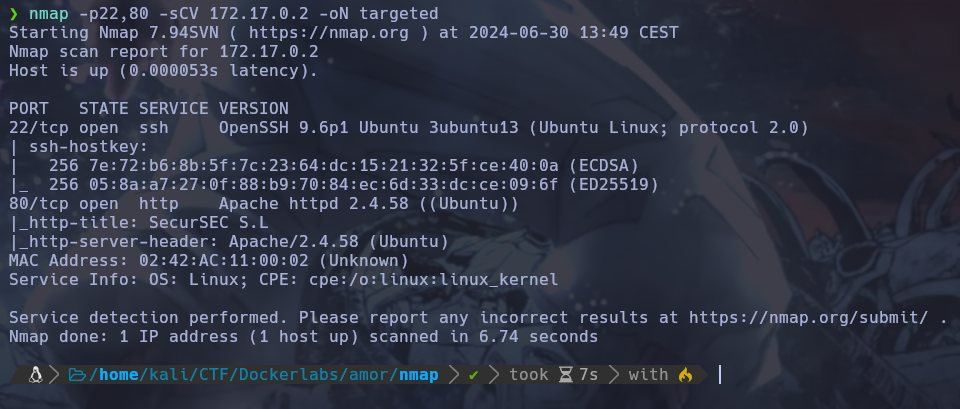 ❯ nmap -p22,80 -sCV 172.17.0.2 -oN targeted
Starting Nmap 7.94SVN ( https://nmap.org ) at 2024-06-30 13:49 CEST
Nmap scan report for 172.17.0.2
Host is up (0.000053s latency).
PORT   STATE SERVICE VERSION
22/tcp open  ssh     OpenSSH 9.6p1 Ubuntu 3ubuntu13 (Ubuntu Linux; protocol 2.0)
| ssh-hostkey:
|   256 7e:72:b6:8b:5f:7c:23:64:dc:15:21:32:5f:ce:40:0a (ECDSA)
|_  256 05:8a:a7:27:0f:88:b9:70:84:ec:6d:33:dc:ce:09:6f (ED25519)
80/tcp open  http    Apache httpd 2.4.58 ((Ubuntu))
|_http-title: SecurSEC S.L
|_http-server-header: Apache/2.4.58 (Ubuntu)
MAC Address: 02:42:AC:11:00:02 (Unknown)
Service Info: OS: Linux; CPE: cpe:/o:linux:linux_kernel
Service detection performed. Please report any incorrect results at https://nmap.org/submit/ .
Nmap done: 1 IP address (1 host up) scanned in 6.74 seconds
/home/kali/CTF/Dockerlabs/amor/nmap ✔ took 7s with